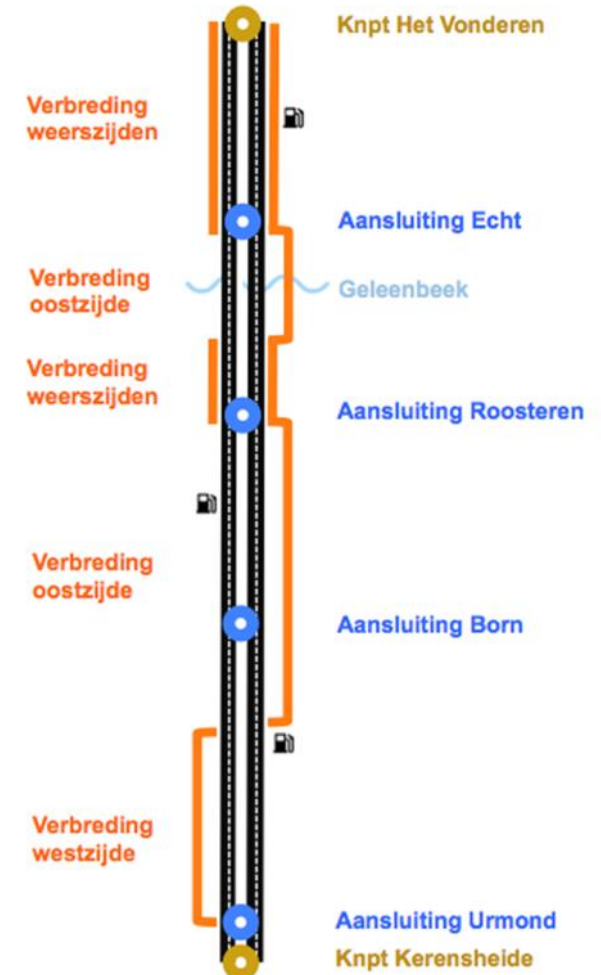 Knpt Het Vonderen
Verbreding
weerszijden
Aansluiting Echt
Verbreding
oostzijde
Geleenbeek
Verbreding
weerszijden
Aansluiting Roosteren
Verbreding
oostzijde
Aansluiting Born
Verbreding
westzijde
Aansluiting Urmond
Knpt Kerensheide